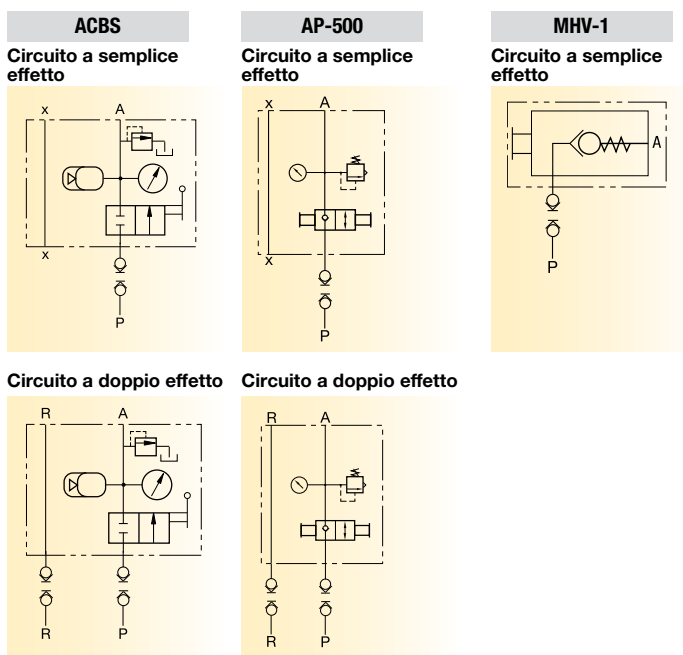 ACBS
Circuito a semplice
effetto
x
A
x
P
AP-500
Circuito a semplice
effetto
x
A
x
P
MHV-1
Circuito a semplice
effetto
A
P
Circuito a doppio effetto
R
A
R
P
Circuito a doppio effetto
R
A
R
P